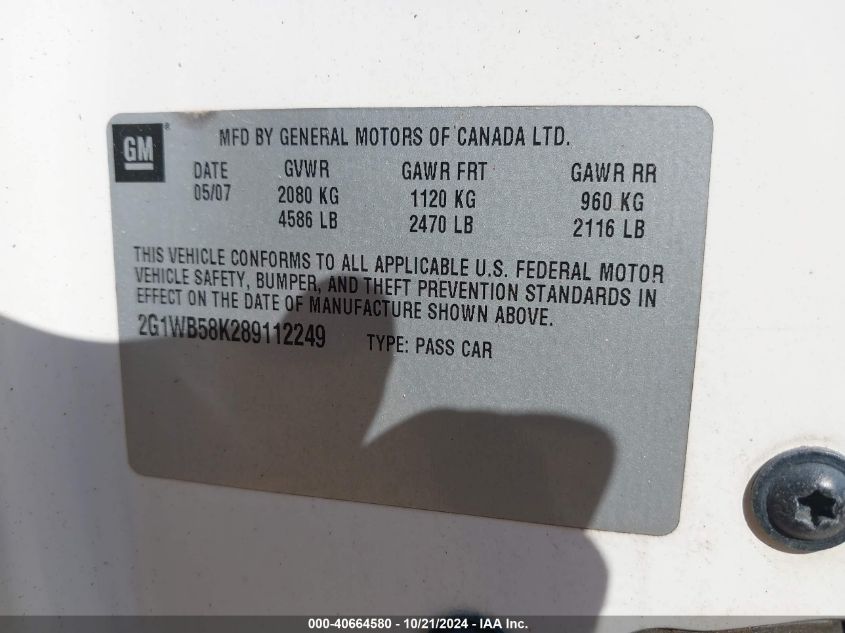 GM ® MFD BY GENERAL MOTORS OF CANADA LTD.
DATE GVWR GAWR FRT GAWR RR
05/07 2080 KG 1120 KG 960 KG
4586 LB 2470 LB 2116 LB
THIS VEHICLE CONFORMS TO ALL APPLICABLE U.S. FEDERAL MOTOR
VEHICLE SAFETY, BUMPER, AND THEFT PREVENTION STANDARDS IN
EFFECT ON THE DATE OF MANUFACTURE SHOWN ABOVE.
2G1WB58K289112249 TYPE: PASS CAR
000-40664580 - 10/21/2024 - IAA Inc.